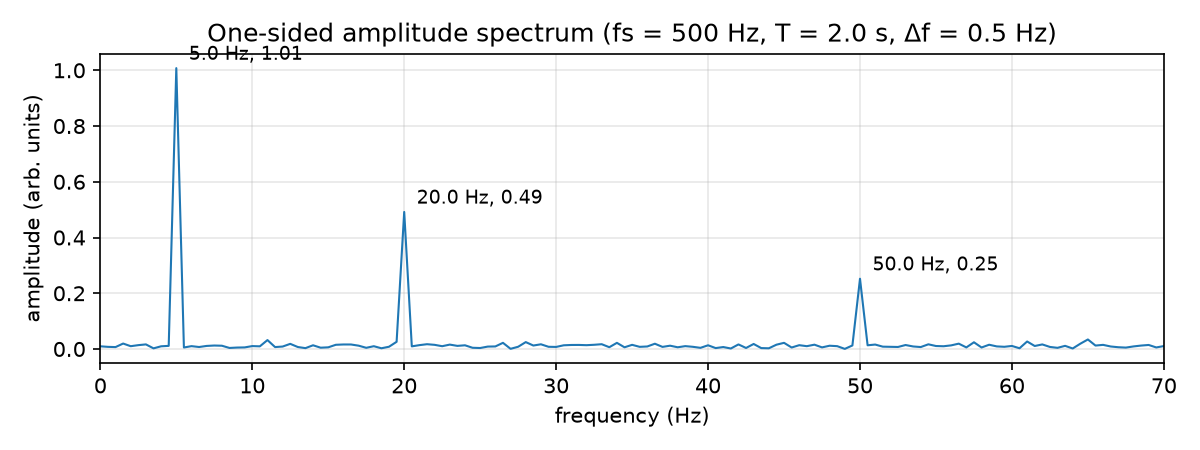 One-sided amplitude spectrum (fs = 500 Hz, T = 2.0 s, Δf = 0.5 Hz)
5.0 Hz, 1.01
20.0 Hz, 0.49
50.0 Hz, 0.25
amplitude (arb. units)
1.0
0.8
0.6
0.4
0.2
0.0
0 10 20 30 40 50 60 70
frequency (Hz)